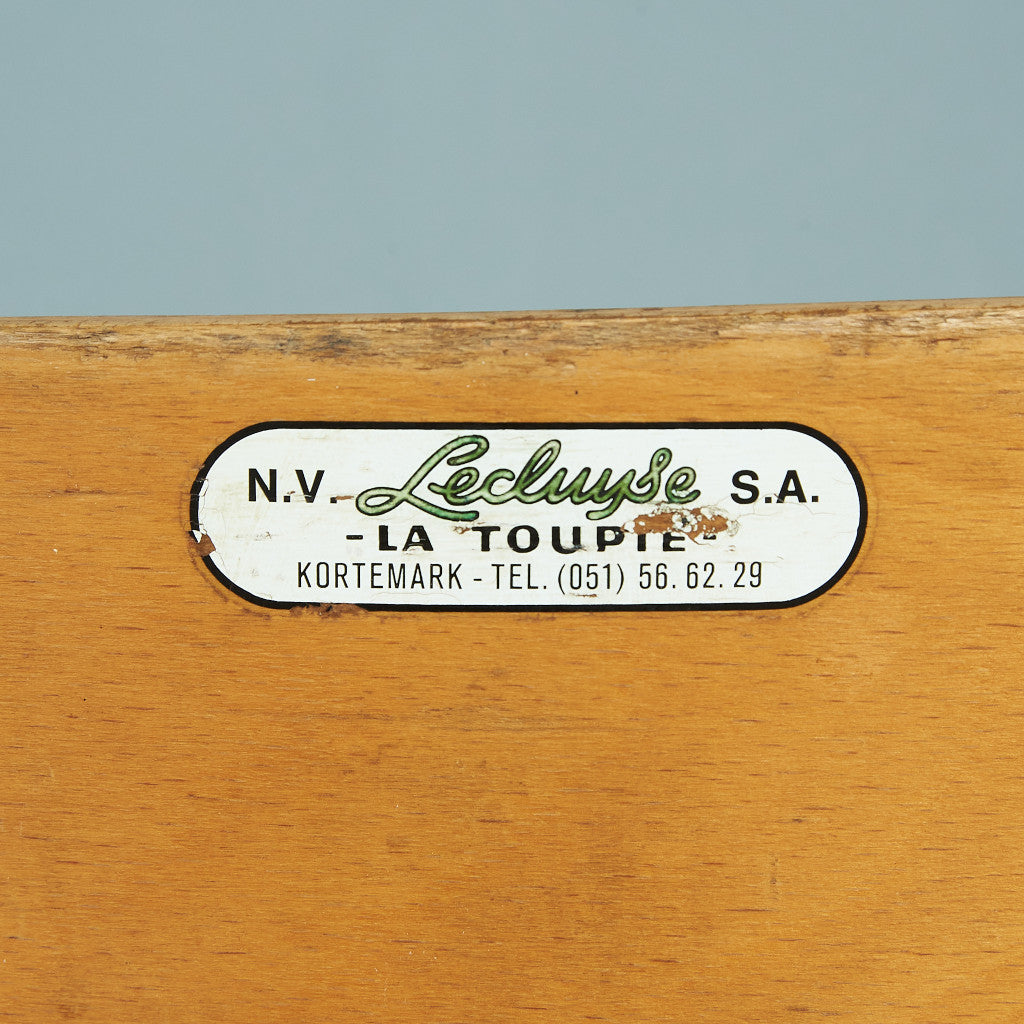 N.V. Lecluyse S.A.
-LA TOUPIE-
KORTEMARK - TEL. (051) 56. 62. 29